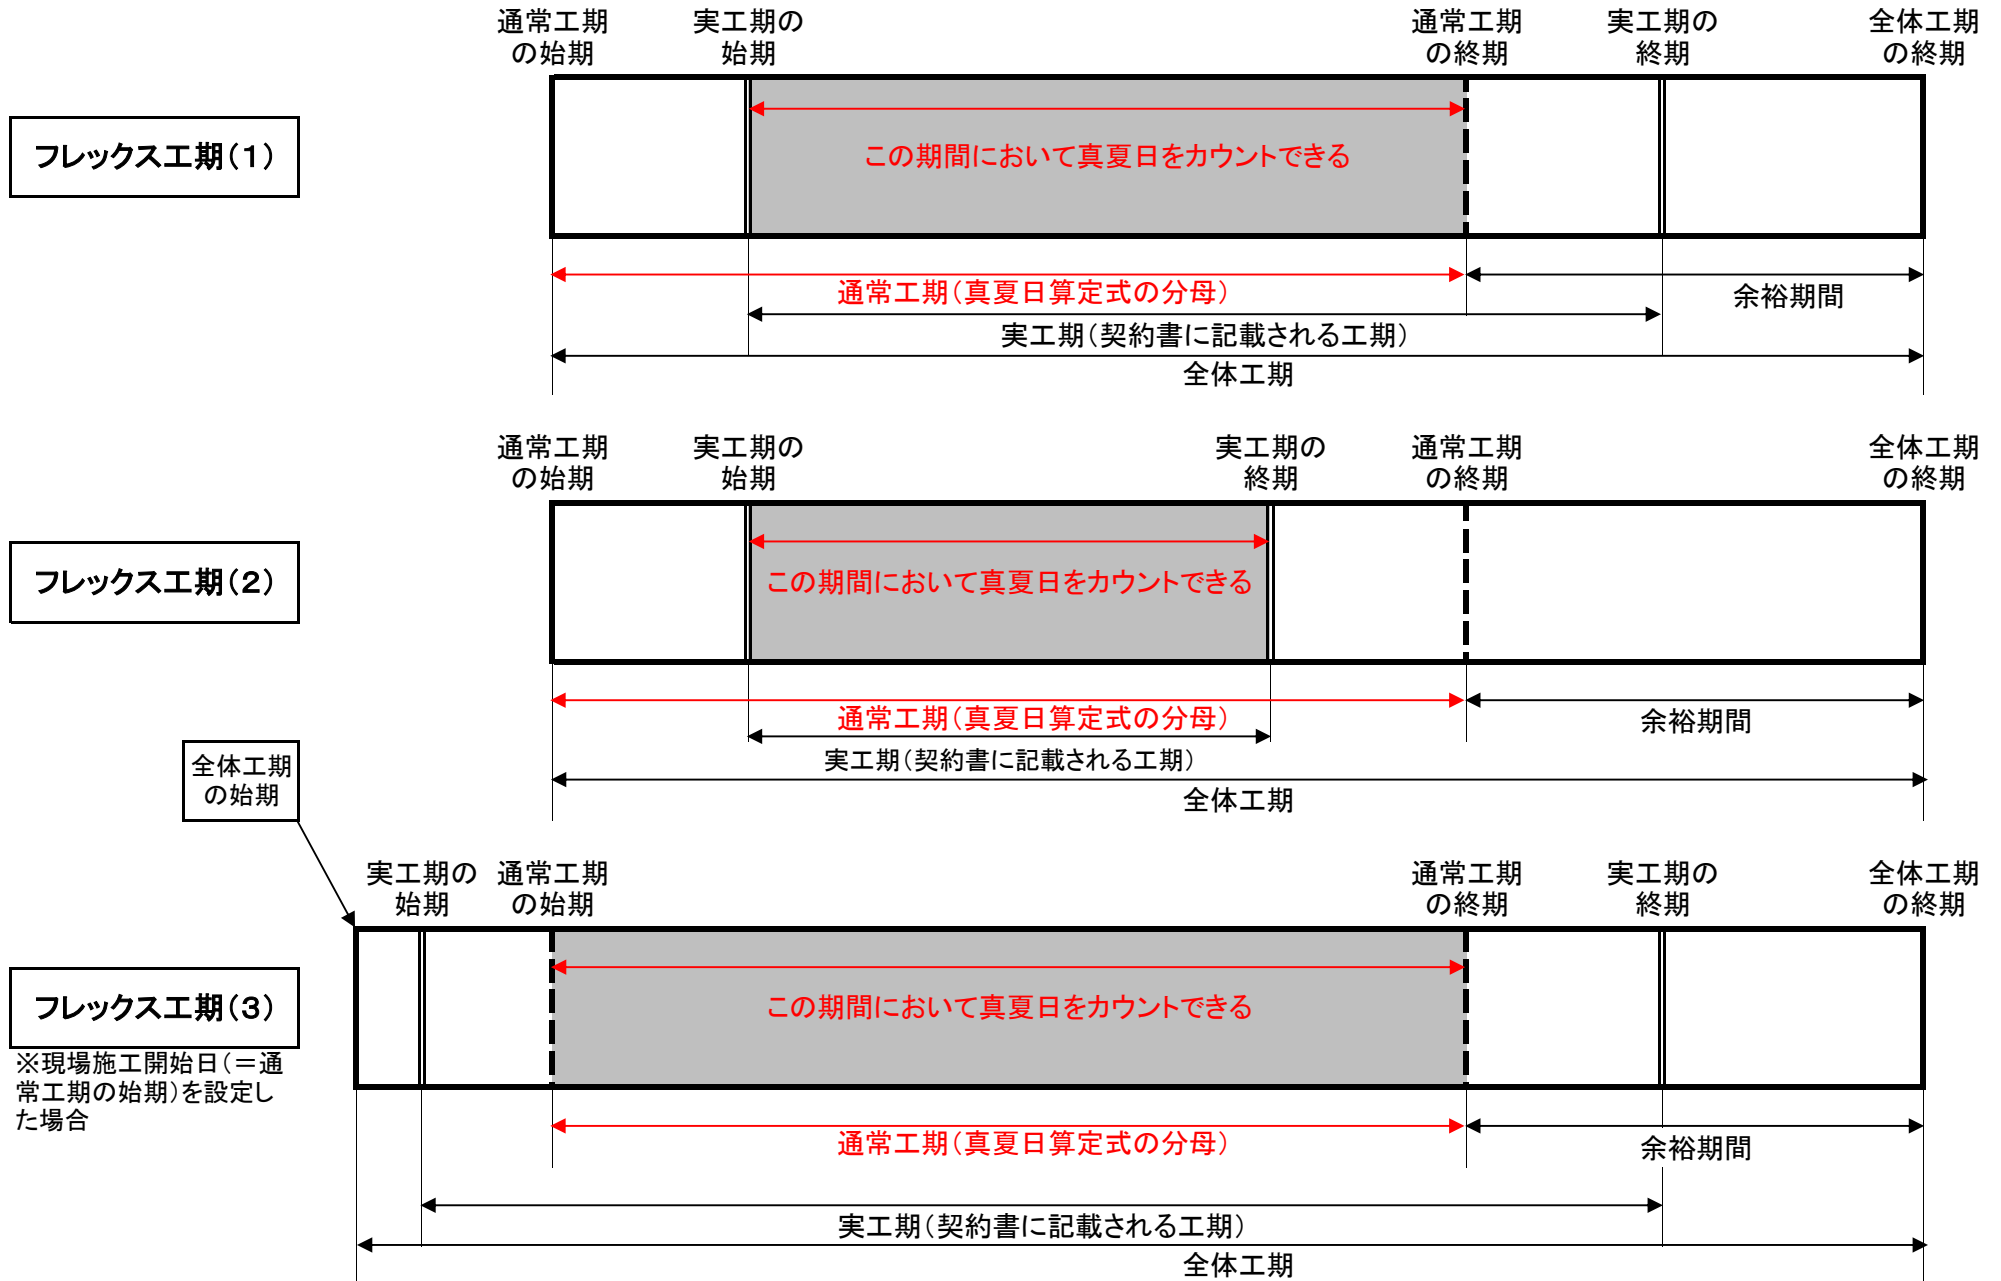 通常工期
の始期
実工期の
始期
通常工期
の終期
実工期の
終期
全体工期
の終期
フレックス工期(1)
この期間において真夏日をカウントできる
通常工期(真夏日算定式の分母)
余裕期間
実工期(契約書に記載される工期)
全体工期
通常工期
の始期
実工期の
始期
実工期の
終期
通常工期
の終期
全体工期
の終期
フレックス工期(2)
この期間において真夏日をカウントできる
通常工期(真夏日算定式の分母)
余裕期間
実工期(契約書に記載される工期)
全体工期
全体工期
の始期
実工期の
始期
通常工期
の始期
通常工期
の終期
実工期の
終期
全体工期
の終期
フレックス工期(3)
この期間において真夏日をカウントできる
※現場施工開始日(=通
常工期の始期)を設定し
た場合
通常工期(真夏日算定式の分母)
余裕期間
実工期(契約書に記載される工期)
全体工期